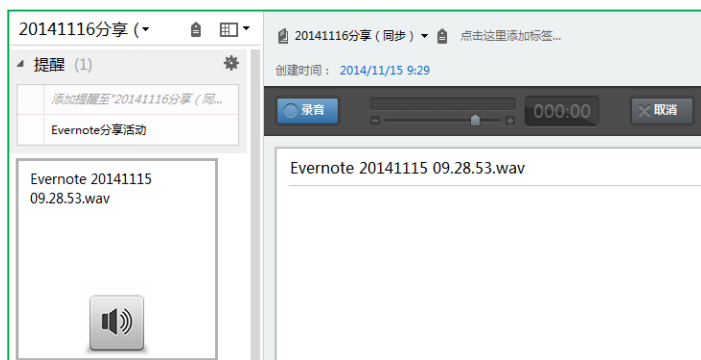 20141116分享 (
提醒 (1)
添加提醒至"20141116分享（同...
Evernote分享活动
Evernote 20141115
09.28.53.wav
20141116分享（同步）
点击这里添加标签...
创建时间： 2014/11/15 9:29
录音
000:00
取消
Evernote 20141115 09.28.53.wav